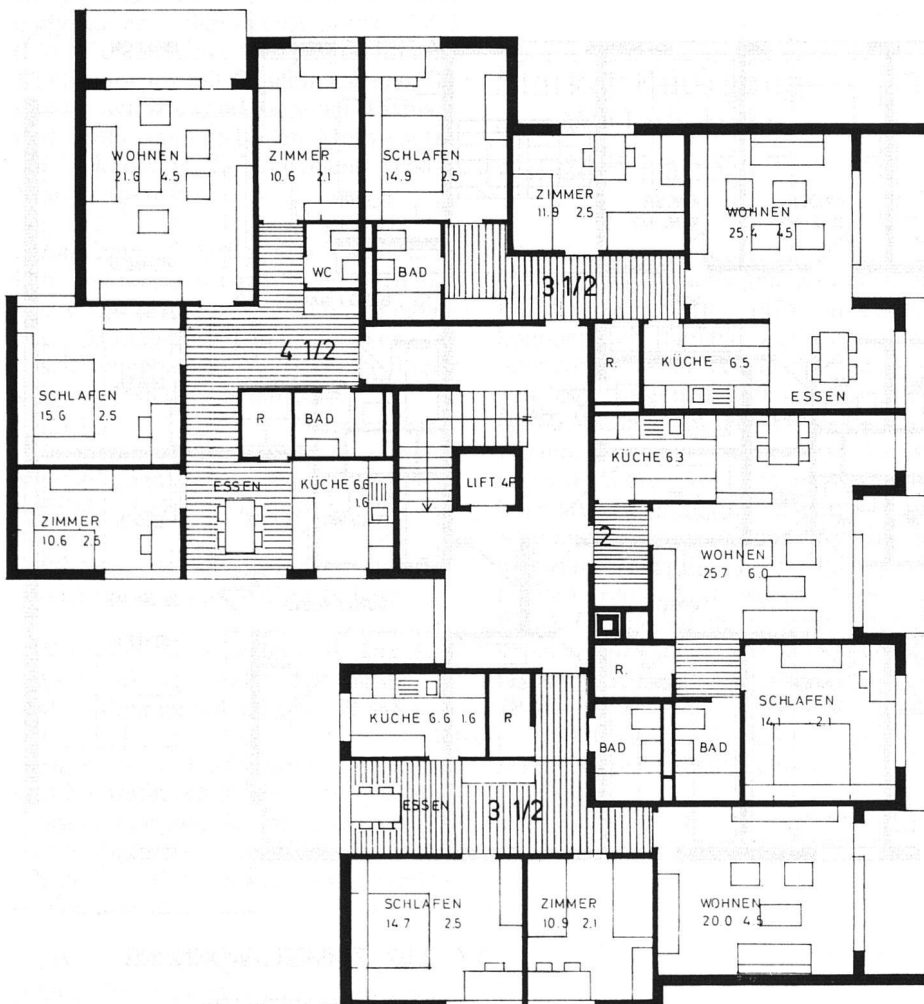 WOHNEN
21.6 4.5
ZIMMER
10.6 2.1
SCHLAFEN
14.9 2.5
ZIMMER
11.9 2.5
WOHNEN
25.4 4.5
WC
BAD
3 1/2
4 1/2
R.
KÜCHE 6.5
ESSEN
SCHLAFEN
15.6 2.5
R
BAD
KÜCHE 6.3
ESSEN
KÜCHE 6.6
1.6
LIFT 4P
ZIMMER
10.6 2.5
2
WOHNEN
25.7 6.0
R.
SCHLAFEN
14.1 2.1
KÜCHE 6.6 1.6
R
BAD
BAD
ESSEN
3 1/2
SCHLAFEN
14.7 2.5
ZIMMER
10.9 2.1
WOHNEN
20.0 4.5